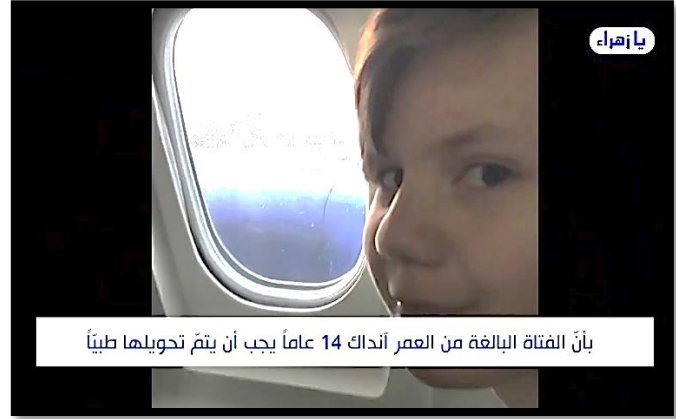 يا زهراء
بأنّ الفتاة البالغة من العمر آنذاك 14 عاماً يجب أن يتمّ تحويلها طبيّاً